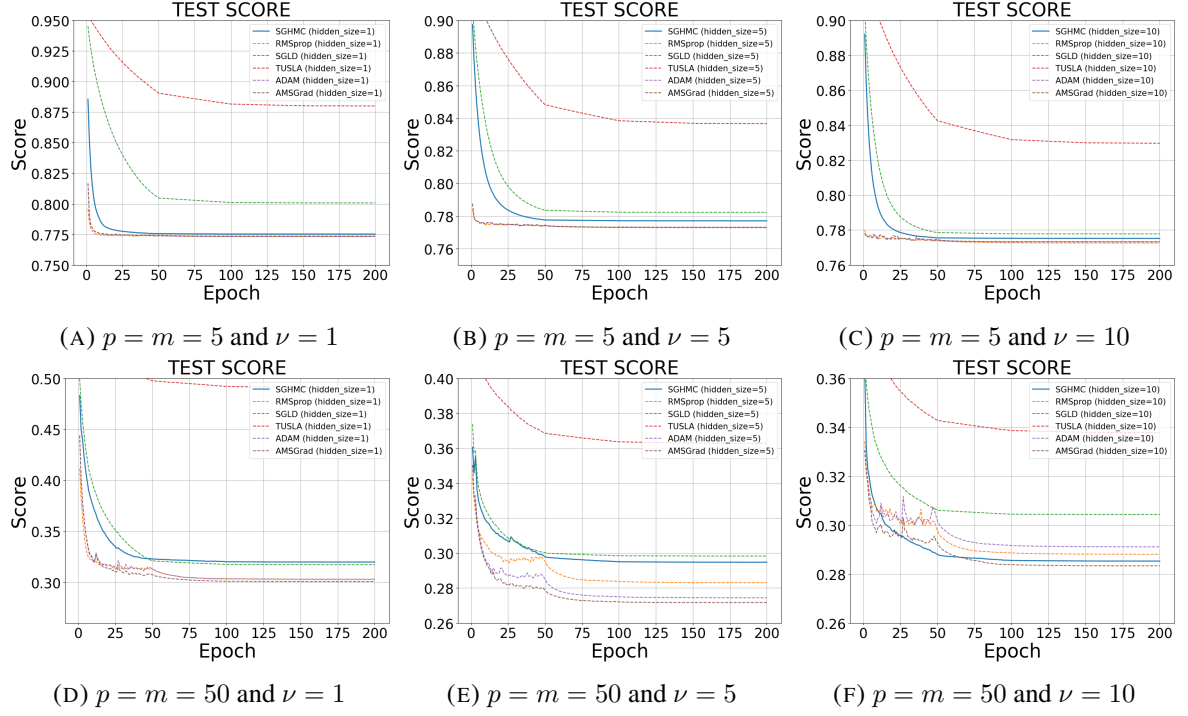 TEST SCORE
0.950
0.925
0.900
0.875
0.850
0.825
0.800
0.775
0.750
Score
SGHMC (hidden_size=1)
RMSprop (hidden_size=1)
SGLD (hidden_size=1)
TUSLA (hidden_size=1)
ADAM (hidden_size=1)
AMSGrad (hidden_size=1)
0 25 50 75 100 125 150 175 200
Epoch
(A) p = m = 5 and ν = 1
TEST SCORE
0.90
0.88
0.86
0.84
0.82
0.80
0.78
0.76
Score
SGHMC (hidden_size=5)
RMSprop (hidden_size=5)
SGLD (hidden_size=5)
TUSLA (hidden_size=5)
ADAM (hidden_size=5)
AMSGrad (hidden_size=5)
0 25 50 75 100 125 150 175 200
Epoch
(B) p = m = 5 and ν = 5
TEST SCORE
0.90
0.88
0.86
0.84
0.82
0.80
0.78
0.76
Score
SGHMC (hidden_size=10)
RMSprop (hidden_size=10)
SGLD (hidden_size=10)
TUSLA (hidden_size=10)
ADAM (hidden_size=10)
AMSGrad (hidden_size=10)
0 25 50 75 100 125 150 175 200
Epoch
(C) p = m = 5 and ν = 10
TEST SCORE
0.50
0.45
0.40
0.35
0.30
Score
SGHMC (hidden_size=1)
RMSprop (hidden_size=1)
SGLD (hidden_size=1)
TUSLA (hidden_size=1)
ADAM (hidden_size=1)
AMSGrad (hidden_size=1)
0 25 50 75 100 125 150 175 200
Epoch
(D) p = m = 50 and ν = 1
TEST SCORE
0.40
0.38
0.36
0.34
0.32
0.30
0.28
0.26
Score
SGHMC (hidden_size=5)
RMSprop (hidden_size=5)
SGLD (hidden_size=5)
TUSLA (hidden_size=5)
ADAM (hidden_size=5)
AMSGrad (hidden_size=5)
0 25 50 75 100 125 150 175 200
Epoch
(E) p = m = 50 and ν = 5
TEST SCORE
0.36
0.34
0.32
0.30
0.28
0.26
Score
SGHMC (hidden_size=10)
RMSprop (hidden_size=10)
SGLD (hidden_size=10)
TUSLA (hidden_size=10)
ADAM (hidden_size=10)
AMSGrad (hidden_size=10)
0 25 50 75 100 125 150 175 200
Epoch
(F) p = m = 50 and ν = 10